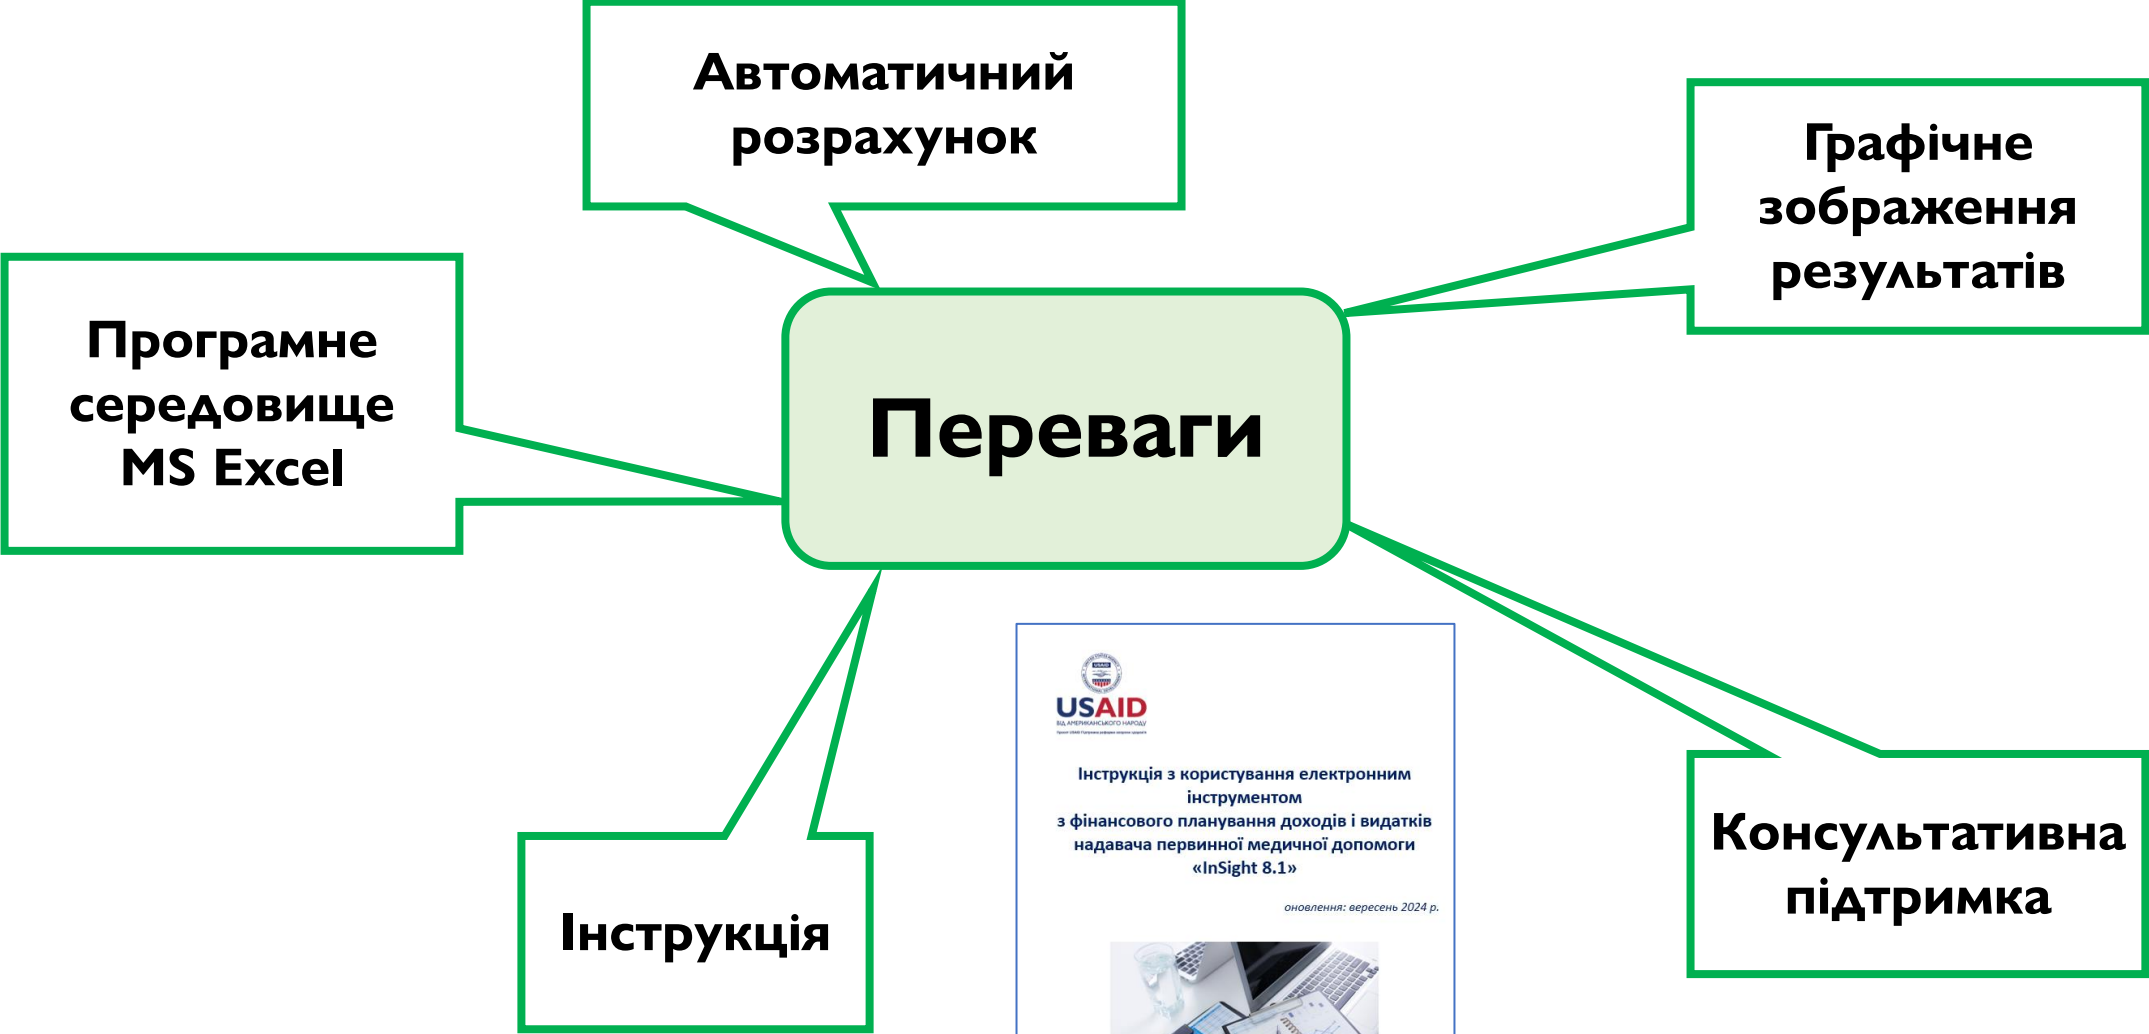 Автоматичний
розрахунок
Графічне
зображення
результатів
Програмне
середовище
MS Excel
Переваги
Інструкція
Консультативна
підтримка
USAID
ВІД АМЕРИКАНСЬКОГО НАРОДУ
Інструкція з користування електронним
інструментом
з фінансового планування доходів і видатків
надавача первинної медичної допомоги
«InSight 8.1»
оновлення: вересень 2024 р.